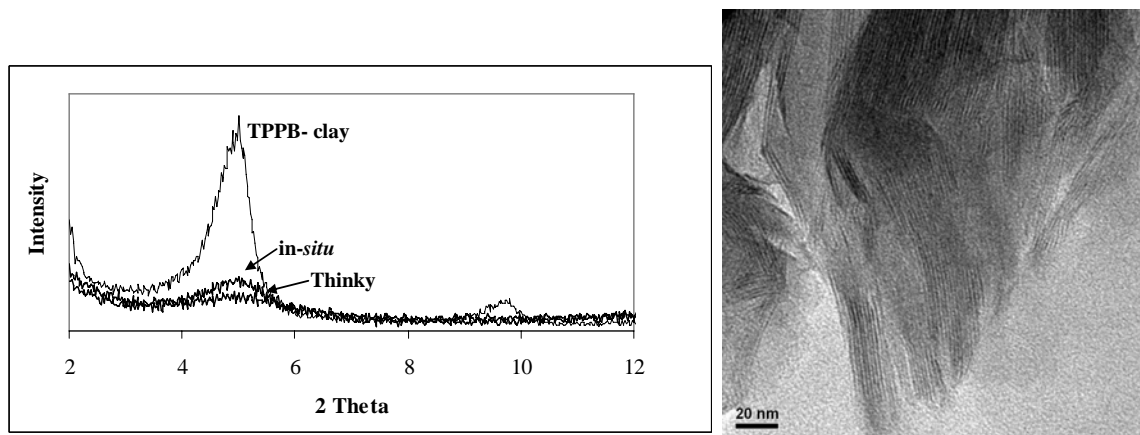 TPPB- clay
in-situ
Thinky
Intensity
2 4 6 8 10 12
2 Theta
20 nm